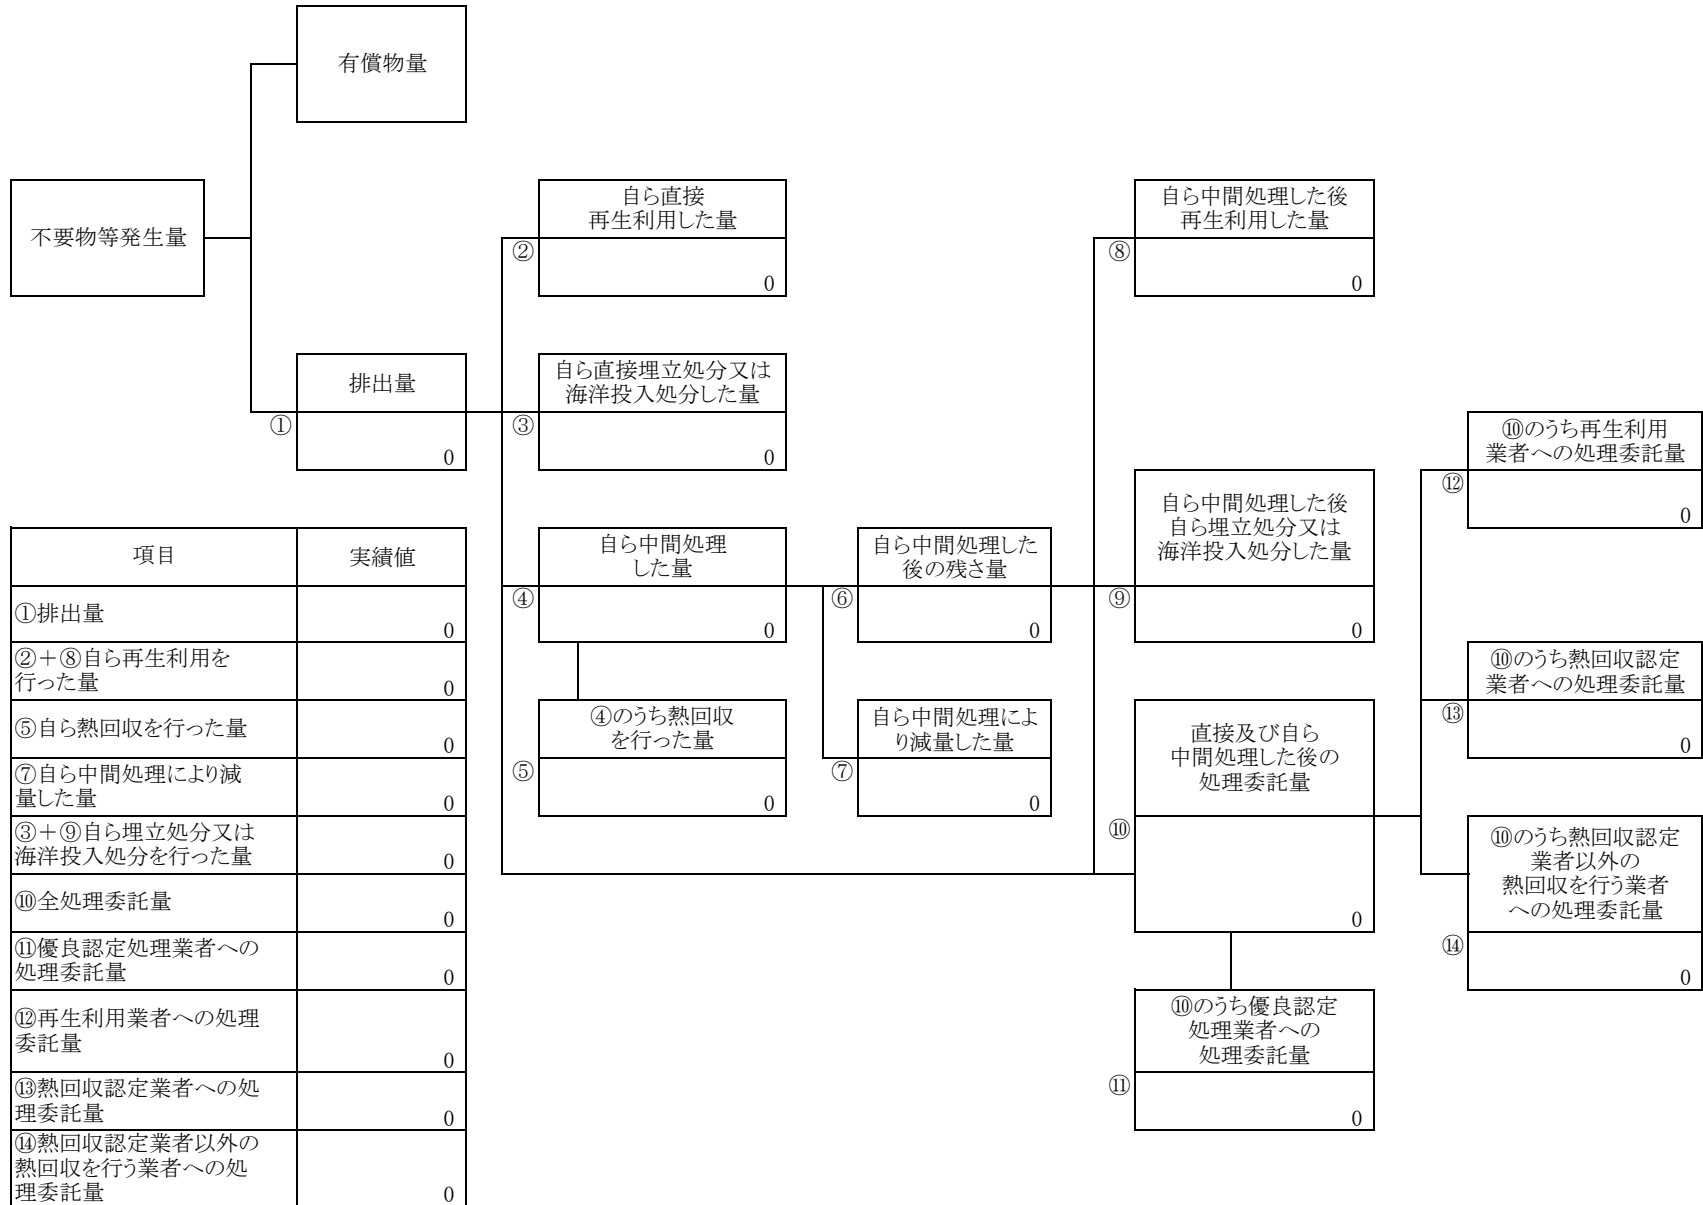 有償物量
不要物等発生量
自ら直接
再生利用した量
②
0
自ら中間処理した後
再生利用した量
⑧
0
排出量
①
0
自ら直接埋立処分又は
海洋投入処分した量
③
0
⑩のうち再生利用
業者への処理委託量
⑫
0
自ら中間処理
した量
④
0
自ら中間処理した
後の残さ量
⑥
0
自ら中間処理した後
自ら埋立処分又は
海洋投入処分した量
⑨
0
⑩のうち熱回収認定
業者への処理委託量
⑬
0
④のうち熱回収
を行った量
⑤
0
自ら中間処理によ
り減量した量
⑦
0
直接及び自ら
中間処理した後の
処理委託量
⑩
0
⑩のうち熱回収認定
業者以外の
熱回収を行う業者
への処理委託量
⑭
0
⑩のうち優良認定
処理業者への
処理委託量
⑪
0
項目 実績値
①排出量
0
②＋⑧自ら再生利用を
行った量 0
⑤自ら熱回収を行った量
0
⑦自ら中間処理により減
量した量 0
③＋⑨自ら埋立処分又は
海洋投入処分を行った量 0
⑩全処理委託量
0
⑪優良認定処理業者への
処理委託量 0
⑫再生利用業者への処理
委託量
0
⑬熱回収認定業者への処
理委託量 0
⑭熱回収認定業者以外の
熱回収を行う業者への処
理委託量 0